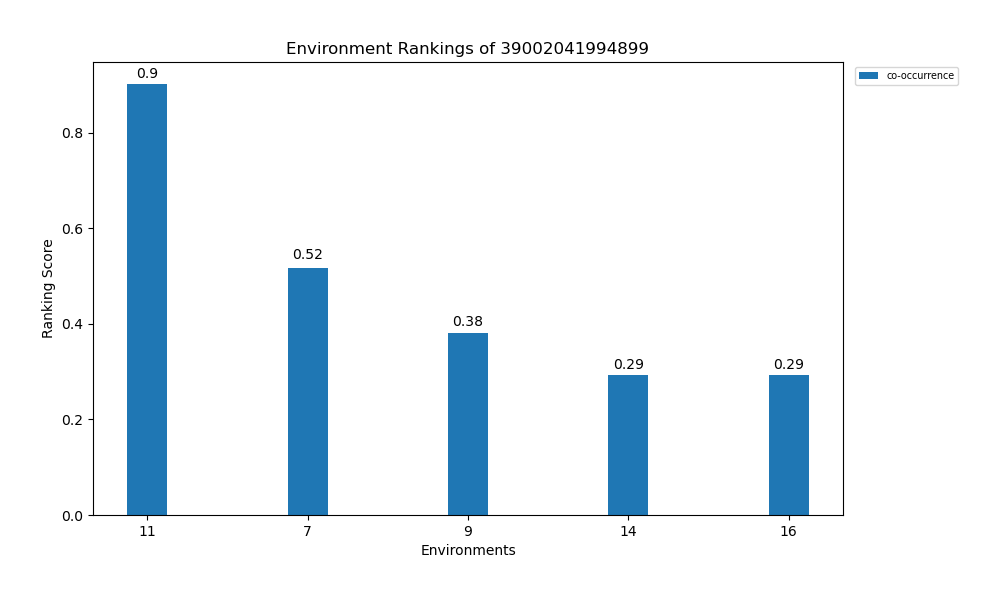 Environment Rankings of 39002041994899
co-occurrence
0.9
0.52
0.38
0.29
0.29
Ranking Score
0.8
0.6
0.4
0.2
0.0
11 7 9 14 16
Environments